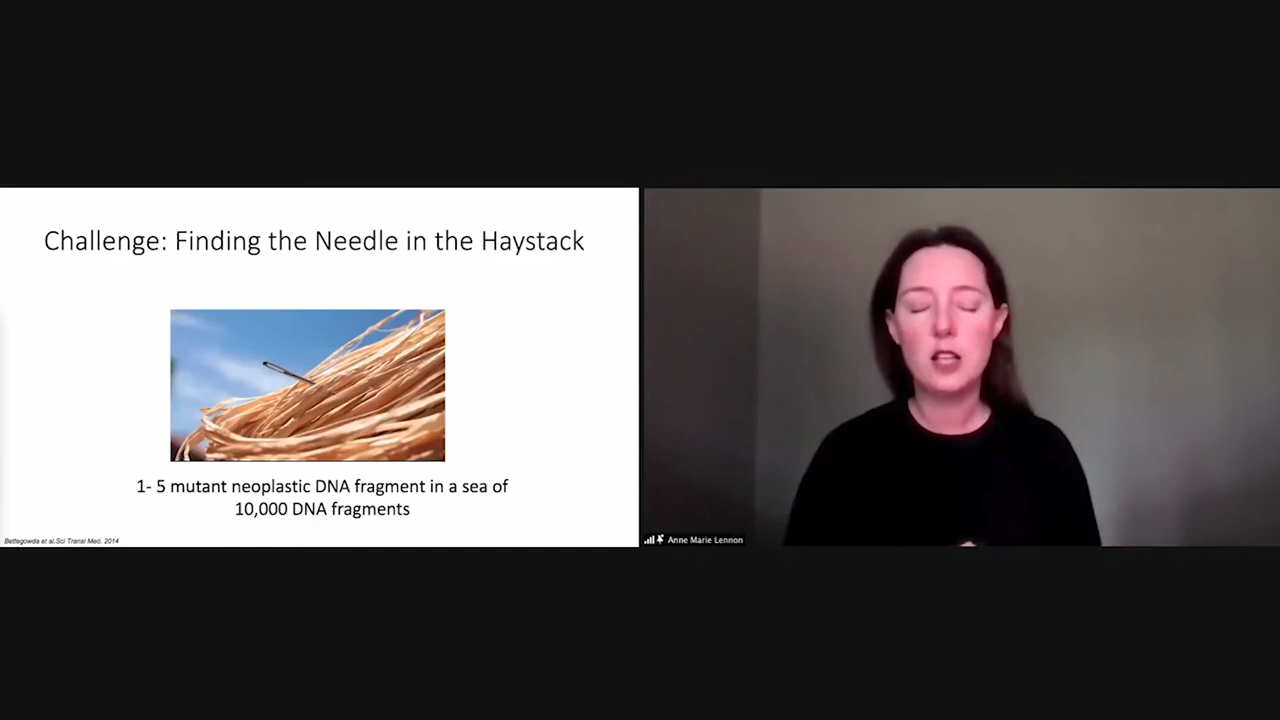 Challenge: Finding the Needle in the Haystack
1- 5 mutant neoplastic DNA fragment in a sea of
10,000 DNA fragments
Bettegowda et al. Sci Transl Med. 2014
Anne Marie Lennon